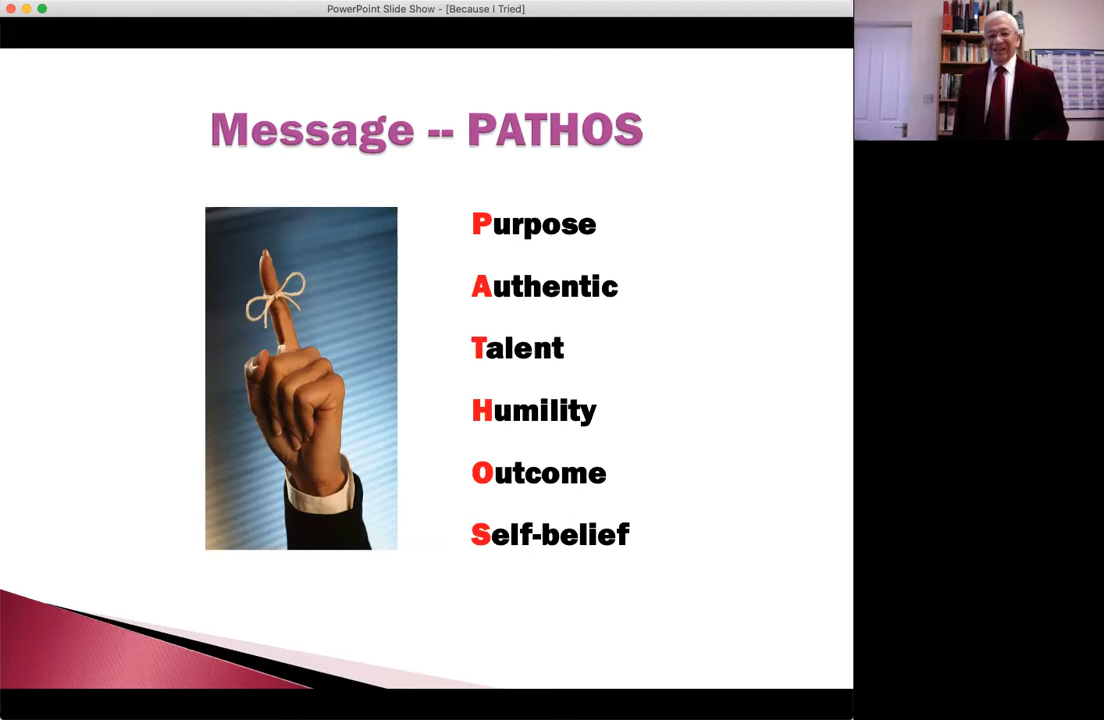 PowerPoint Slide Show - [Because I Tried]
Message -- PATHOS
Purpose
Authentic
Talent
Humility
Outcome
Self-belief